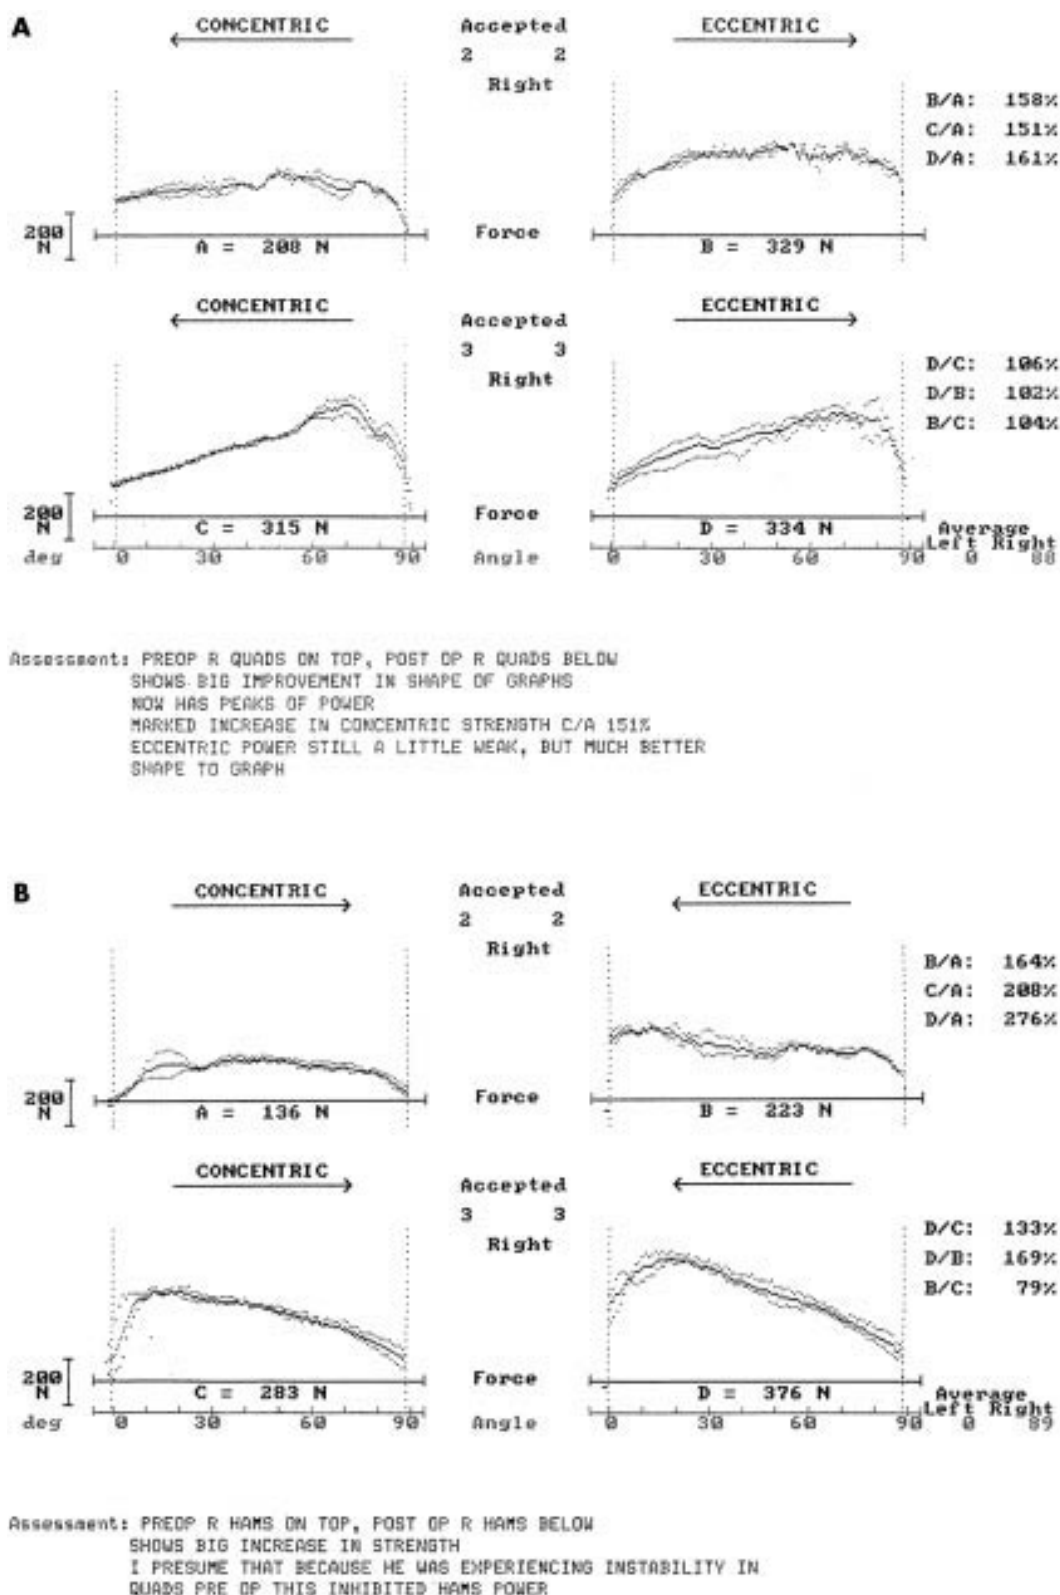 A
CONCENTRIC Accepted ECCENTRIC
2 2
Right
B/A: 158%
C/A: 151%
D/A: 161%
200 N
A = 208 N Force B = 329 N
CONCENTRIC Accepted ECCENTRIC
3 3
Right
D/C: 106%
D/B: 102%
B/C: 104%
200 N
C = 315 N Force D = 334 N
Average
Left Right
deg 0 30 60 90 Angle 0 30 60 90 0 88
Assessment: PREOP R QUADS ON TOP, POST OP R QUADS BELOW
SHOWS BIG IMPROVEMENT IN SHAPE OF GRAPHS
NOW HAS PEAKS OF POWER
MARKED INCREASE IN CONCENTRIC STRENGTH C/A 151%
ECCENTRIC POWER STILL A LITTLE WEAK, BUT MUCH BETTER
SHAPE TO GRAPH
B
CONCENTRIC Accepted ECCENTRIC
2 2
Right
B/A: 164%
C/A: 208%
D/A: 276%
200 N
A = 136 N Force B = 223 N
CONCENTRIC Accepted ECCENTRIC
3 3
Right
D/C: 133%
D/B: 169%
B/C: 79%
200 N
C = 283 N Force D = 376 N
Average
Left Right
deg 0 30 60 90 Angle 0 30 60 90 0 89
Assessment: PREOP R HAMS ON TOP, POST OP R HAMS BELOW
SHOWS BIG INCREASE IN STRENGTH
I PRESUME THAT BECAUSE HE WAS EXPERIENCING INSTABILITY IN
QUADS PRE OP THIS INHIBITED HAMS POWER